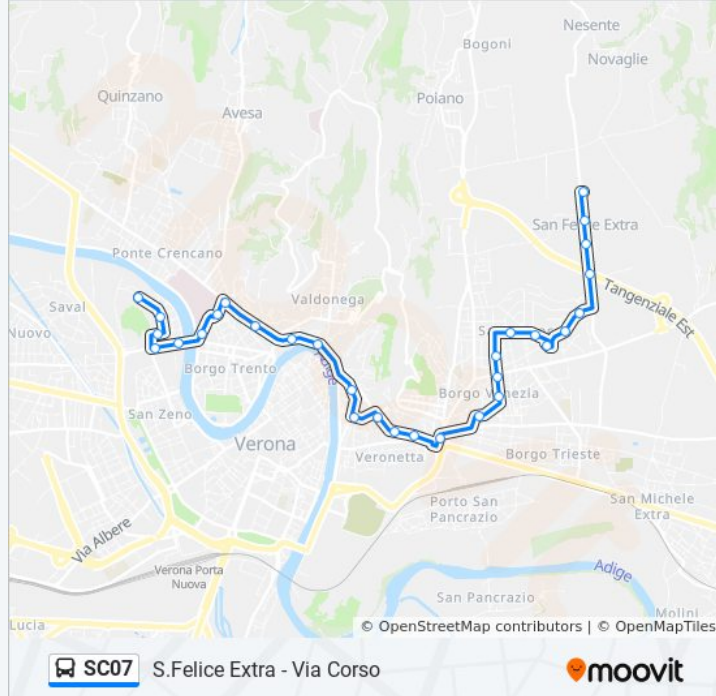 Nesente
Bogoni
Novaglie
Quinzano
Poiano
Avesa
San Felice Extra
Ponte Crencano
Tangenziale Est
Valdonega
Saval
Nuovo
Adige
Borgo Trento
Borgo Venezia
San Zeno
Verona
Veronetta
Borgo Trieste
San Michele
Extra
Porto San
Pancrazio
Via Albere
Verona Porta
Nuova
Adige
San Pancrazio
Lucia
Molini
© OpenStreetMap contributors | © OpenMapTiles
SC07 S.Felice Extra - Via Corso
moovit